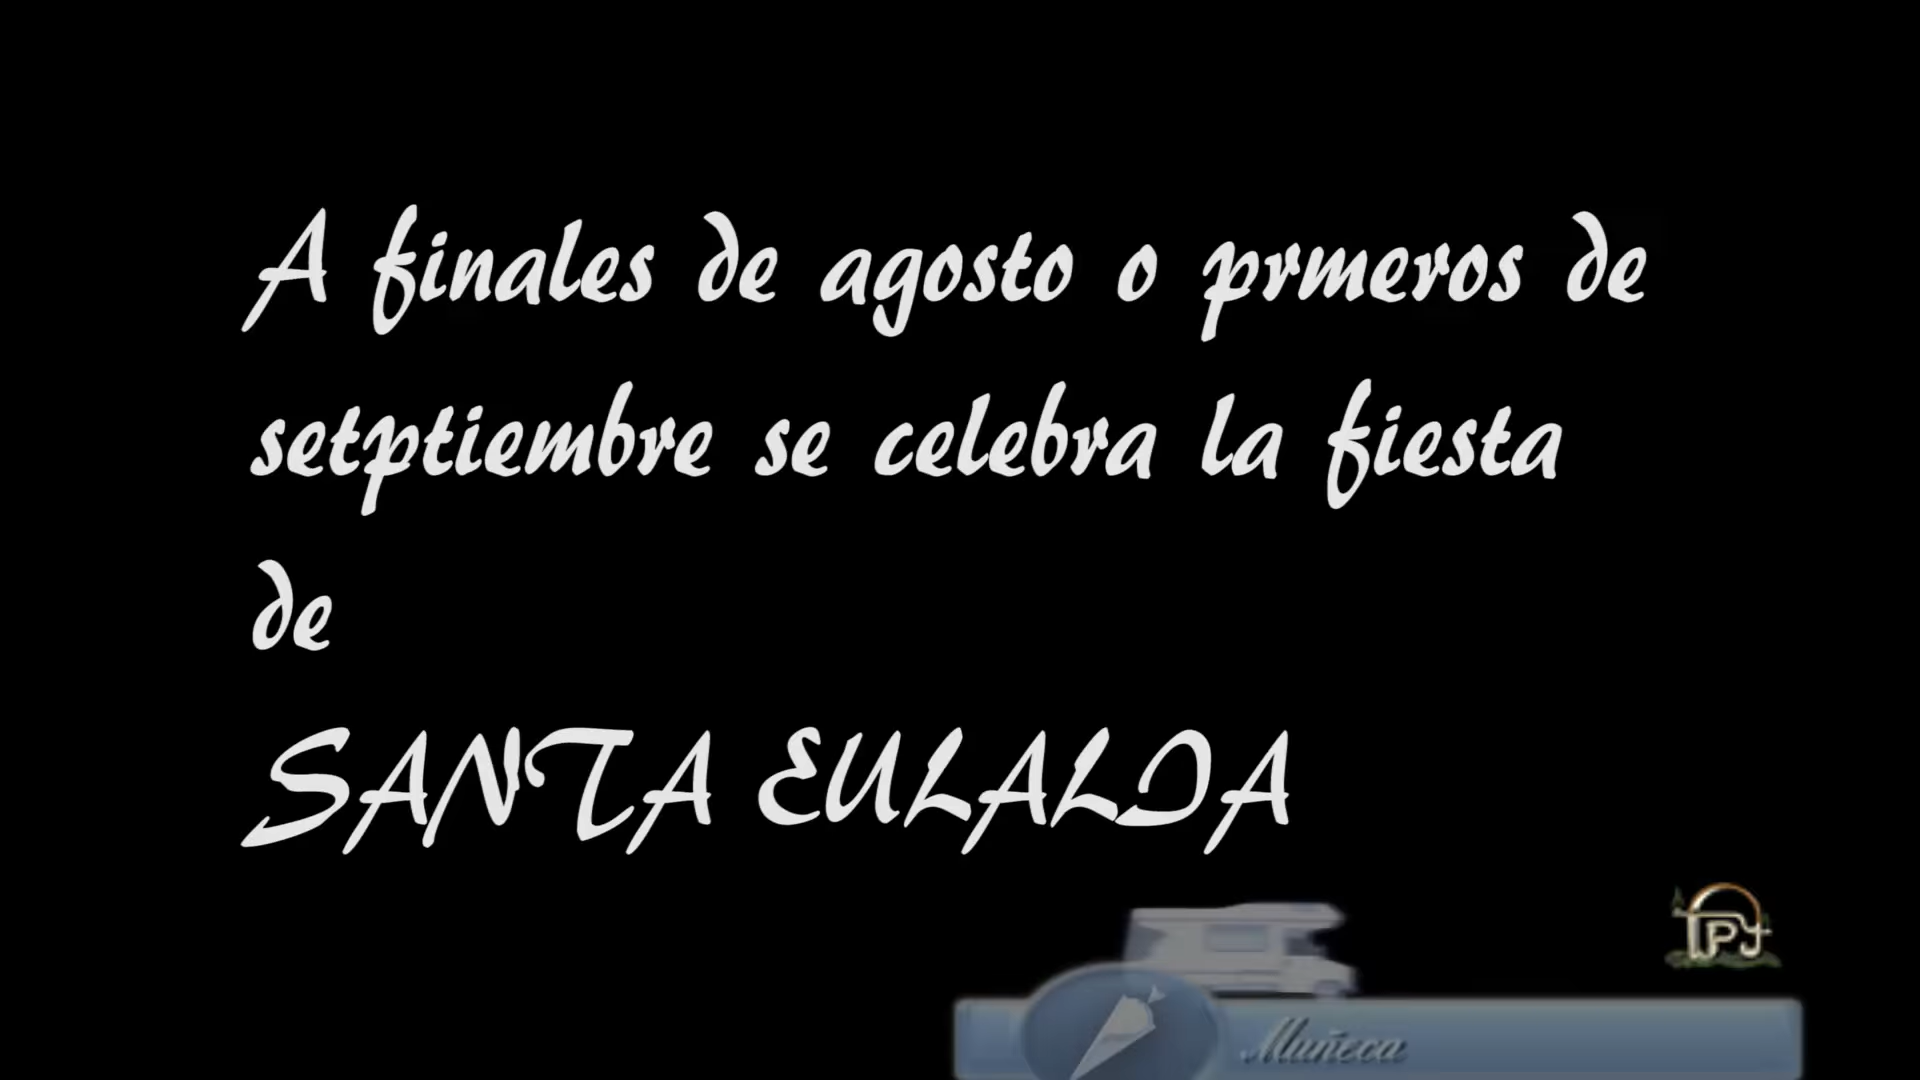 A finales de agosto o prmeros de
setptiembre se celebra la fiesta
de
SANTA EULALIA
Muñeca